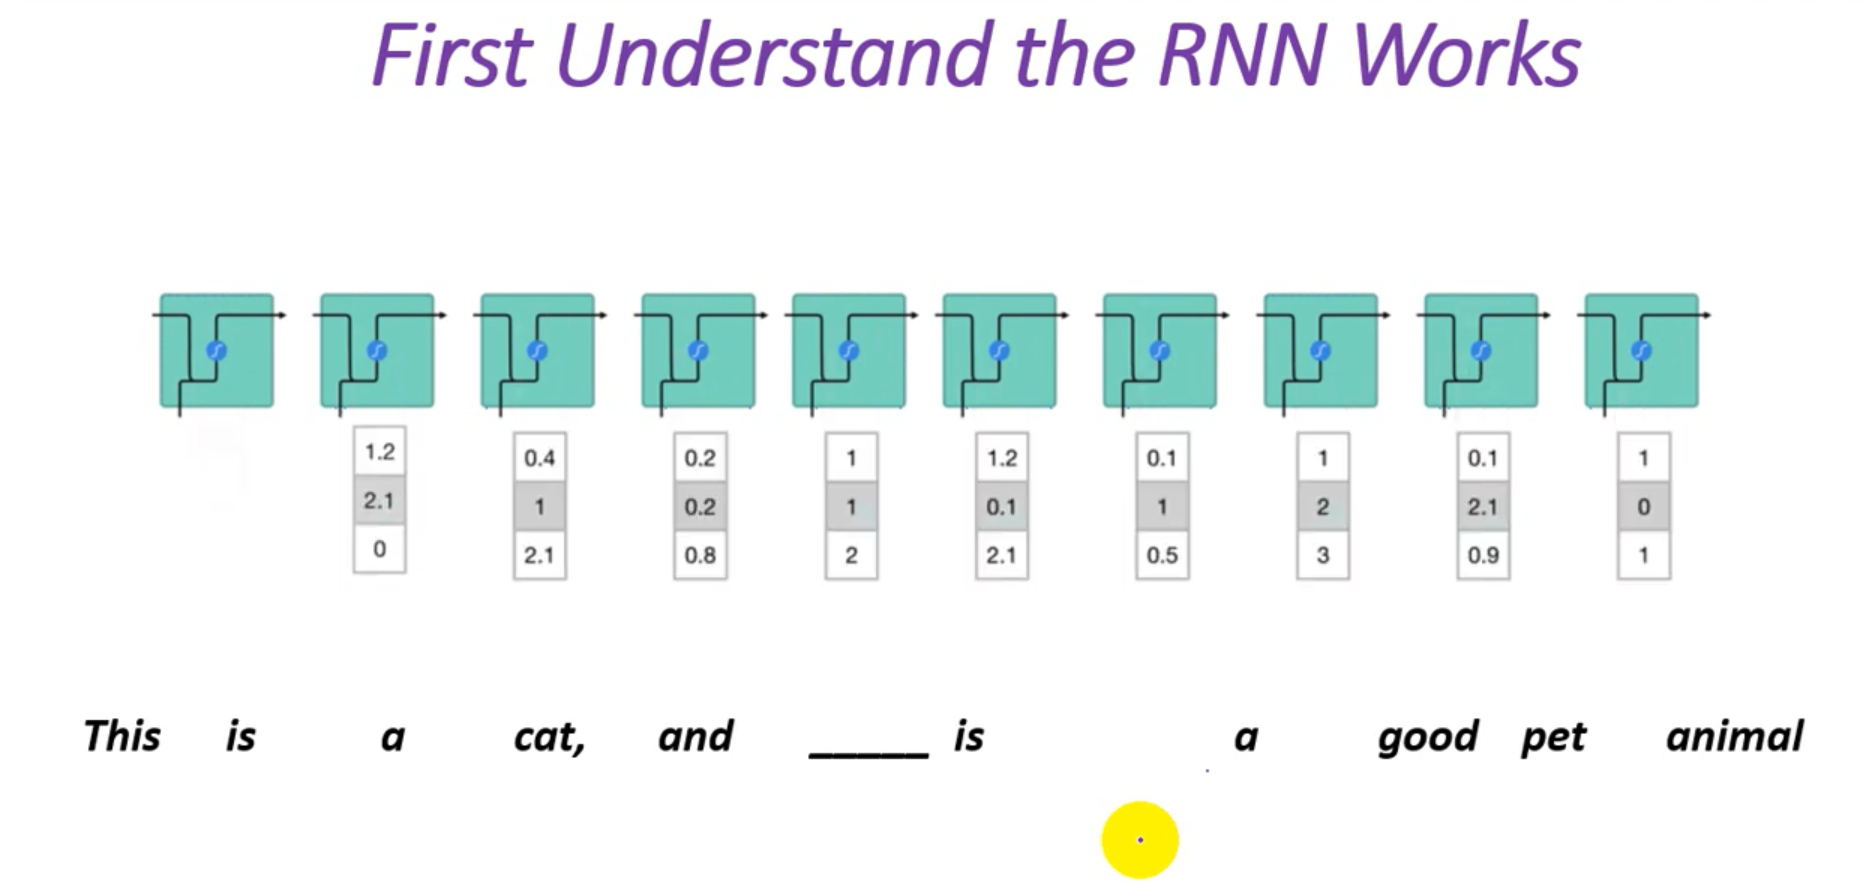 First Understand the RNN Works
1.2 0.4 0.2 1 1.2 0.1 1 0.1 1
2.1 1 0.2 1 0.1 1 2 2.1 0
0 2.1 0.8 2 2.1 0.5 3 0.9 1
This is a cat, and _____ is a good pet animal